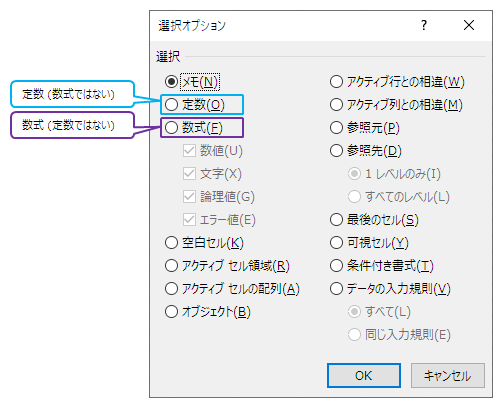 選択オプション ? ×
選択
メモ(N)
定数(O)
数式(F)
数値(U)
文字(X)
論理値(G)
エラー値(E)
空白セル(K)
アクティブ セル領域(R)
アクティブ セルの配列(A)
オブジェクト(B)
アクティブ行との相違(W)
アクティブ列との相違(M)
参照元(P)
参照先(D)
1 レベルのみ(I)
すべてのレベル(L)
最後のセル(S)
可視セル(Y)
条件付き書式(T)
データの入力規則(V)
すべて(L)
同じ入力規則(E)
定数 (数式ではない)
数式 (定数ではない)
OK
キャンセル